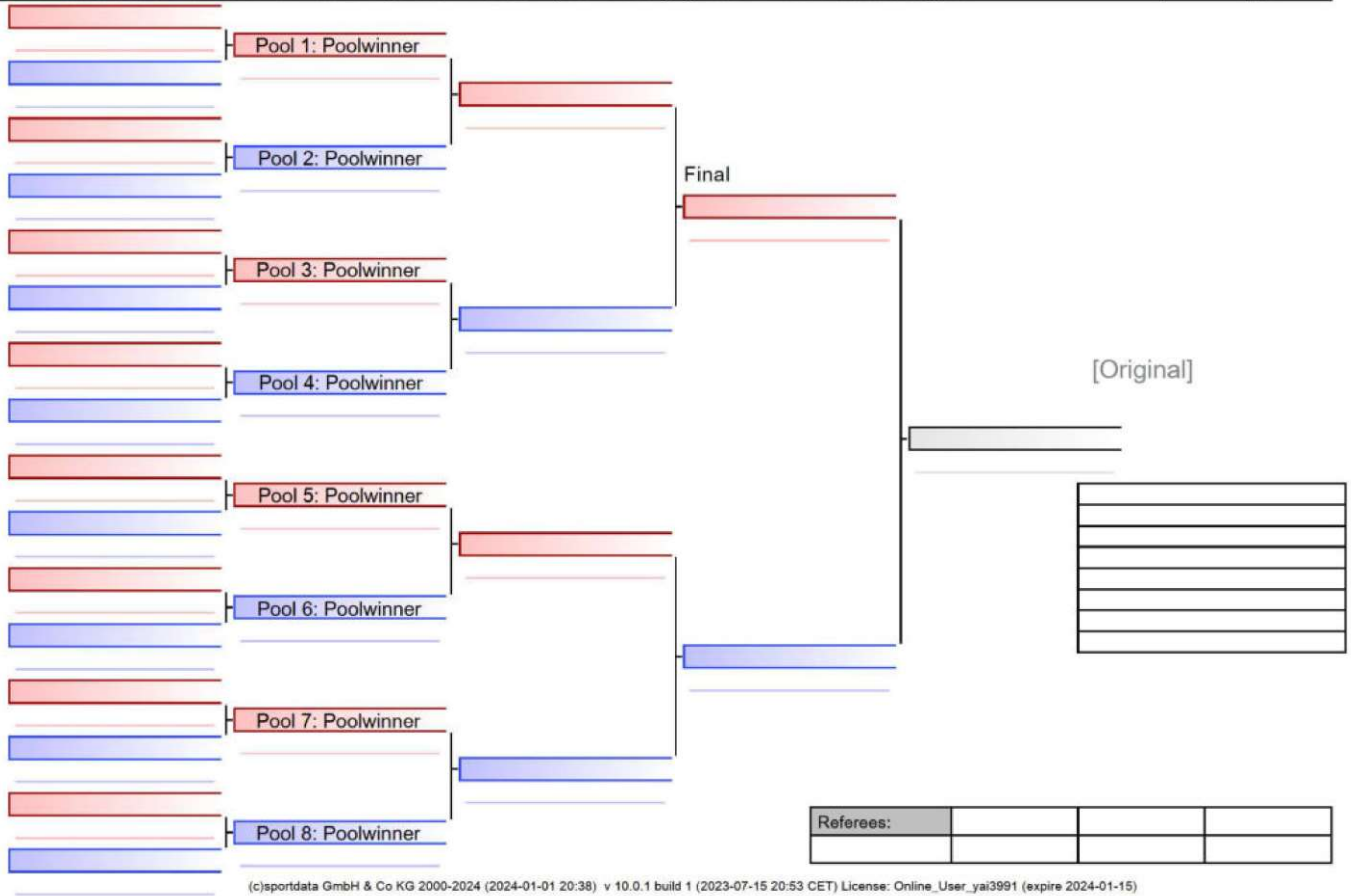 Pool 1: Poolwinner
Pool 2: Poolwinner
Final
Pool 3: Poolwinner
[Original]
Pool 4: Poolwinner
Pool 5: Poolwinner
Pool 6: Poolwinner
Pool 7: Poolwinner
Referees:
Pool 8: Poolwinner
(c)sportdata GmbH & Co KG 2000-2024 (2024-01-01 20:38) v 10.0.1 build 1 (2023-07-15 20:53 CET) License: Online_User_yai3991 (expire 2024-01-15)